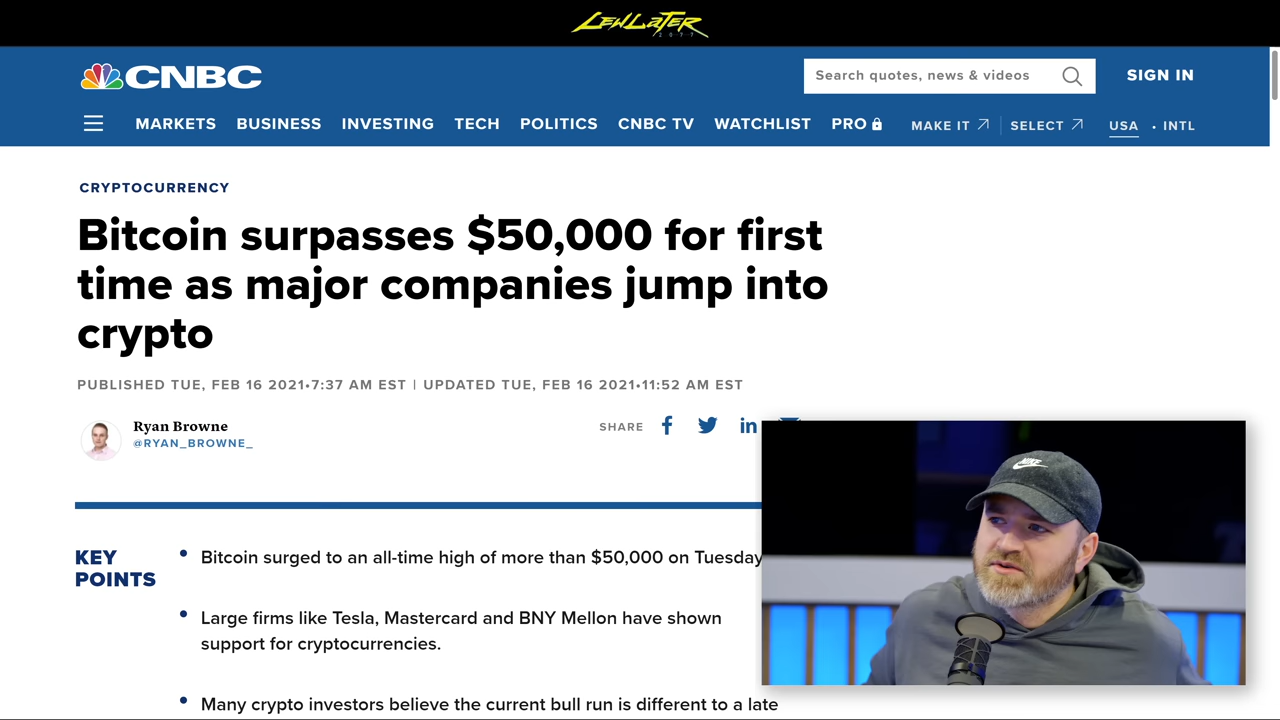 LEWLATER
2077
CNBC
Search quotes, news & videos
SIGN IN
MARKETS BUSINESS INVESTING TECH POLITICS CNBC TV WATCHLIST PRO MAKE IT SELECT USA • INTL
CRYPTOCURRENCY
Bitcoin surpasses $50,000 for first
time as major companies jump into
crypto
PUBLISHED TUE, FEB 16 2021•7:37 AM EST | UPDATED TUE, FEB 16 2021•11:52 AM EST
Ryan Browne
@RYAN_BROWNE_
SHARE
KEY
POINTS
• Bitcoin surged to an all-time high of more than $50,000 on Tuesday
• Large firms like Tesla, Mastercard and BNY Mellon have shown
support for cryptocurrencies.
• Many crypto investors believe the current bull run is different to a late
NIKE